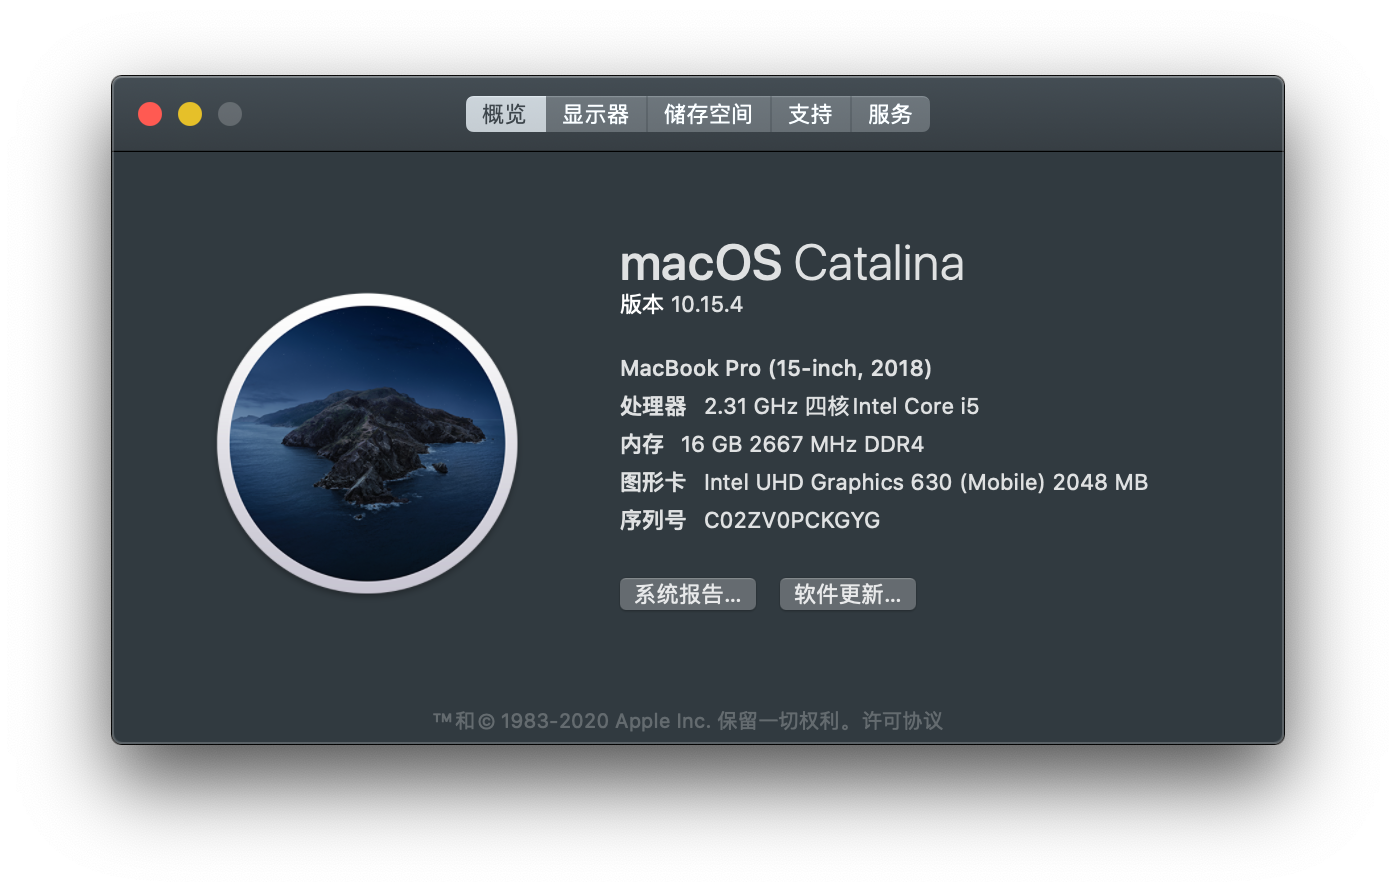 概览 显示器 储存空间 支持 服务
macOS Catalina
版本 10.15.4
MacBook Pro (15-inch, 2018)
处理器 2.31 GHz 四核Intel Core i5
内存 16 GB 2667 MHz DDR4
图形卡 Intel UHD Graphics 630 (Mobile) 2048 MB
序列号 C02ZV0PCKGYG
系统报告... 软件更新...
™和© 1983-2020 Apple Inc. 保留一切权利。许可协议